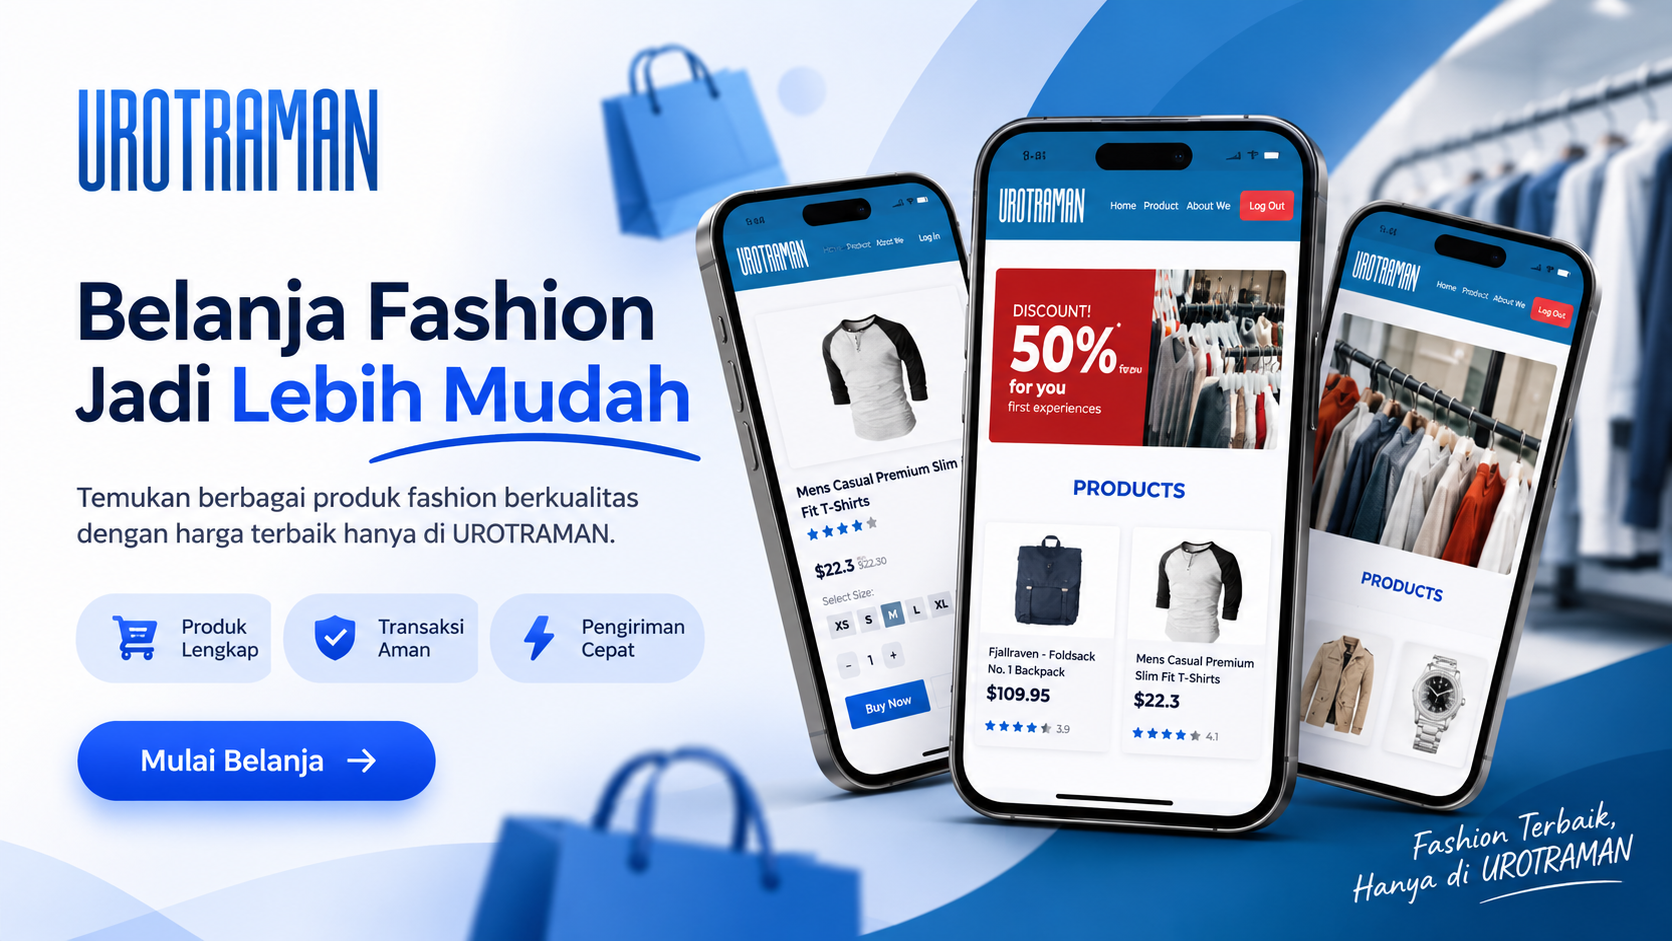 UROTRAMAN
Belanja Fashion
Jadi Lebih Mudah
Temukan berbagai produk fashion berkualitas
dengan harga terbaik hanya di UROTRAMAN.
Produk
Lengkap
Transaksi
Aman
Pengiriman
Cepat
Mulai Belanja
UROTRAMAN
Product About We Log In
Mens Casual Premium Slim
Fit T-Shirts
$22.3
Select Size:
XS S M L XL
- 1 +
Buy Now
UROTRAMAN Home Product About We Log Out
DISCOUNT!
50%*
for you
first experiences
PRODUCTS
Fjallraven - Foldsack
No. 1 Backpack
$109.95
3.9
Mens Casual Premium
Slim Fit T-Shirts
$22.3
4.1
UROTRAMAN Home Product About We Log Out
PRODUCTS
Fashion Terbaik,
Hanya di UROTRAMAN